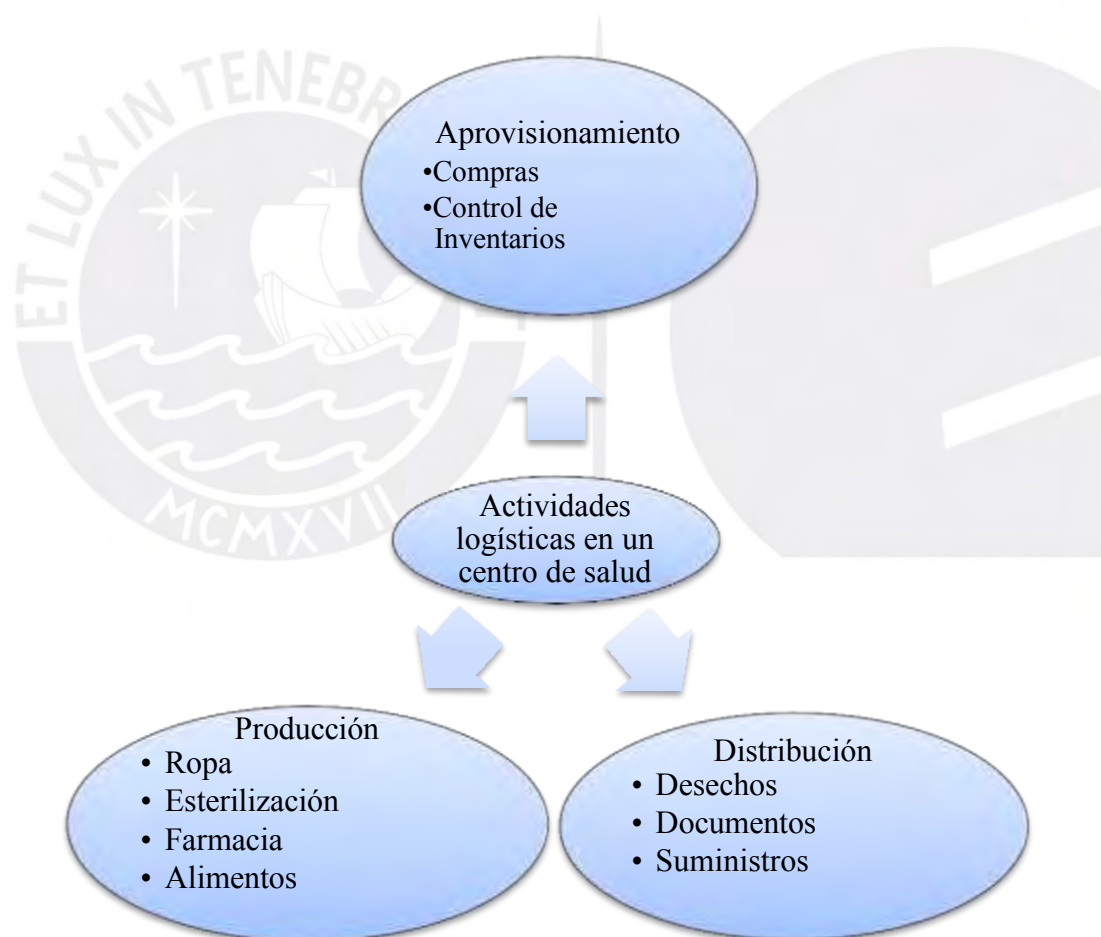 ET LUX IN TENEBR
MCMXVII
Aprovisionamiento
•Compras
•Control de
Inventarios
Actividades
logísticas en un
centro de salud
Producción
• Ropa
• Esterilización
• Farmacia
• Alimentos
Distribución
• Desechos
• Documentos
• Suministros